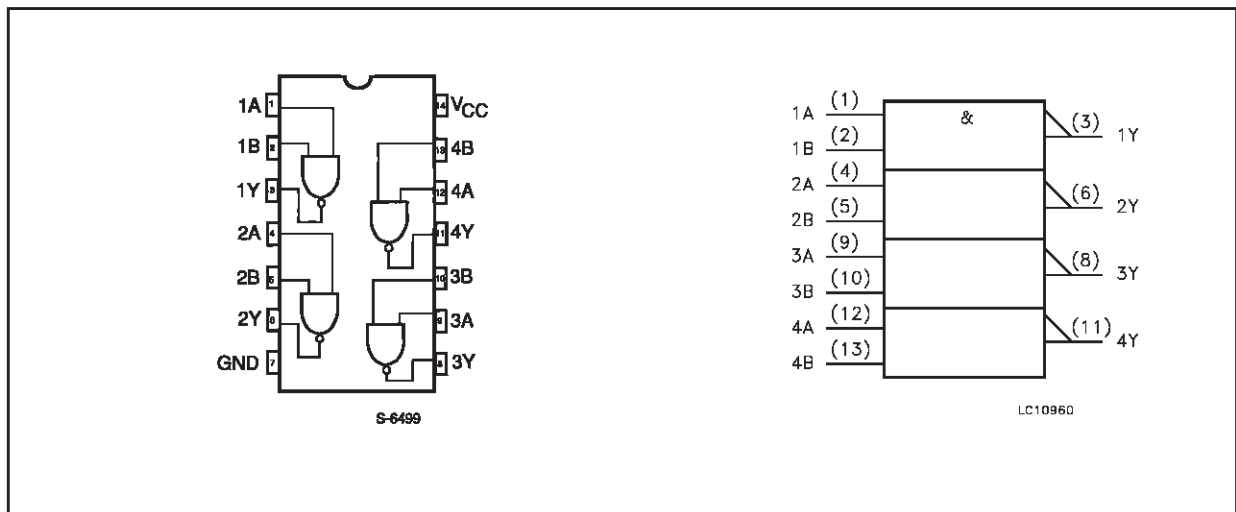 1A 1
1B 2
1Y 3
2A 4
2B 5
2Y 6
GND 7
14 VCC
13 4B
12 4A
11 4Y
10 3B
9 3A
8 3Y
S-6499
&
1A (1)
1B (2)
2A (4)
2B (5)
3A (9)
3B (10)
4A (12)
4B (13)
(3) 1Y
(6) 2Y
(8) 3Y
(11) 4Y
LC10960